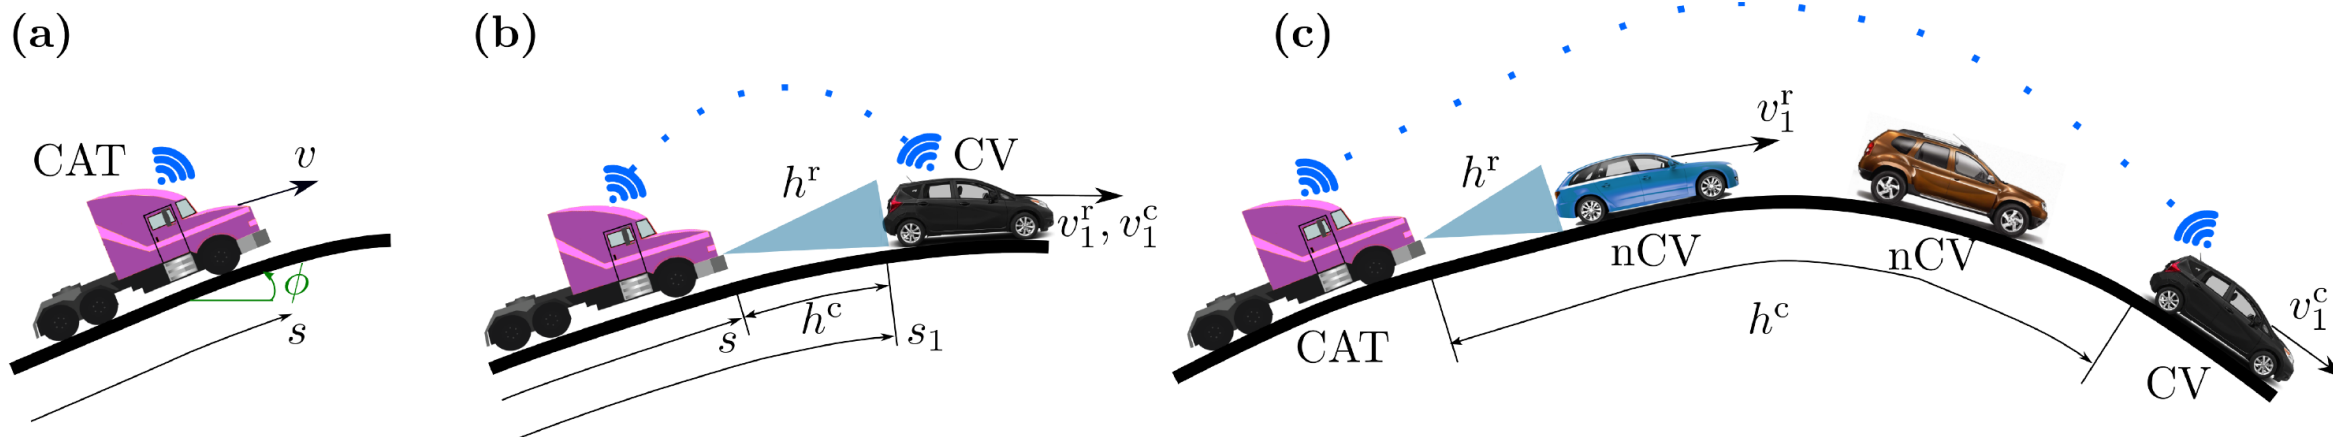 (a)
CAT
v
ϕ
s
(b)
CV
h^r
v_1^r, v_1^c
h^c
s
s_1
(c)
v_1^r
h^r
nCV
nCV
h^c
v_1^c
CAT
CV